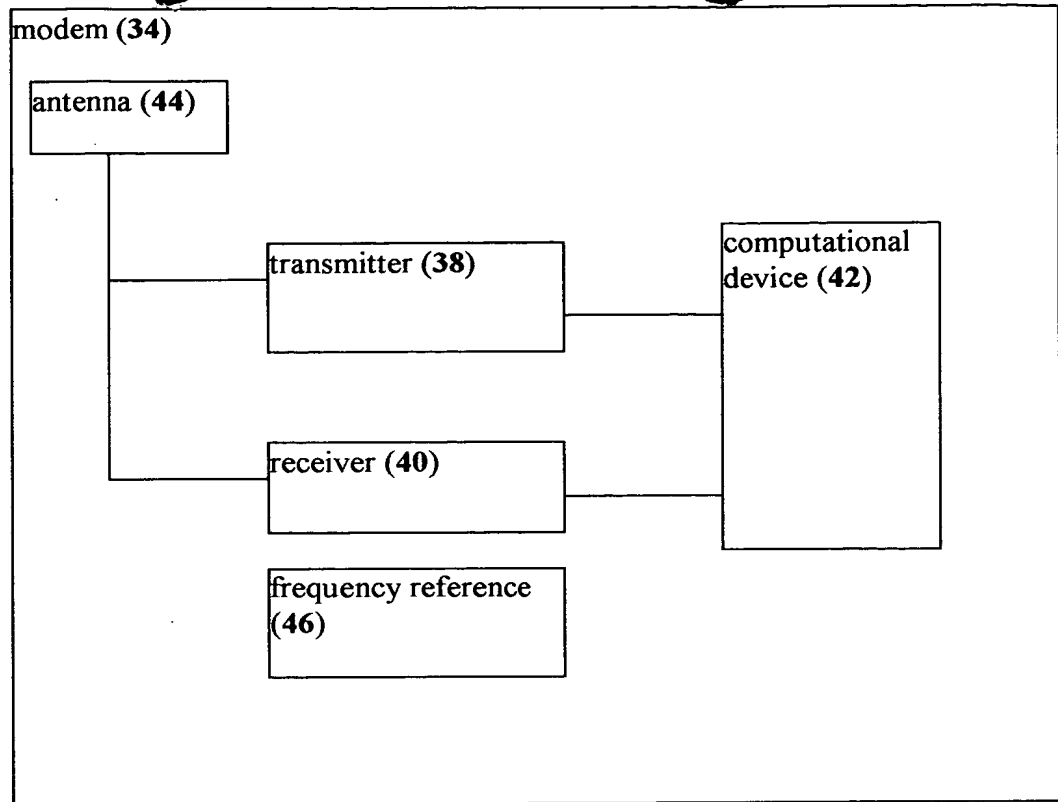 modem (34)
antenna (44)
transmitter (38)
computational
device (42)
receiver (40)
frequency reference
(46)